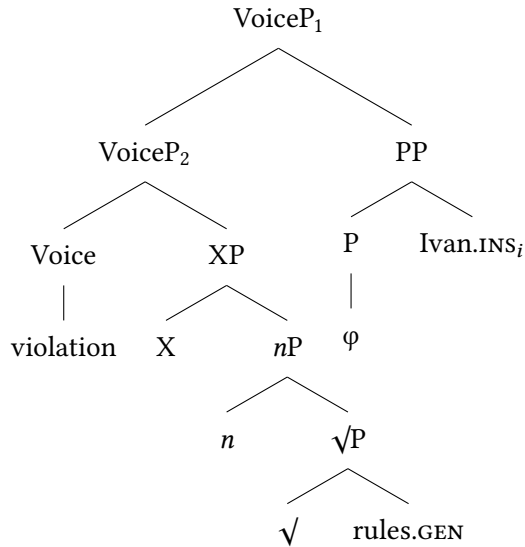 VoiceP₁
VoiceP₂ PP
Voice XP P Ivan.INSᵢ
violation X nP φ
n √P
√ rules.GEN